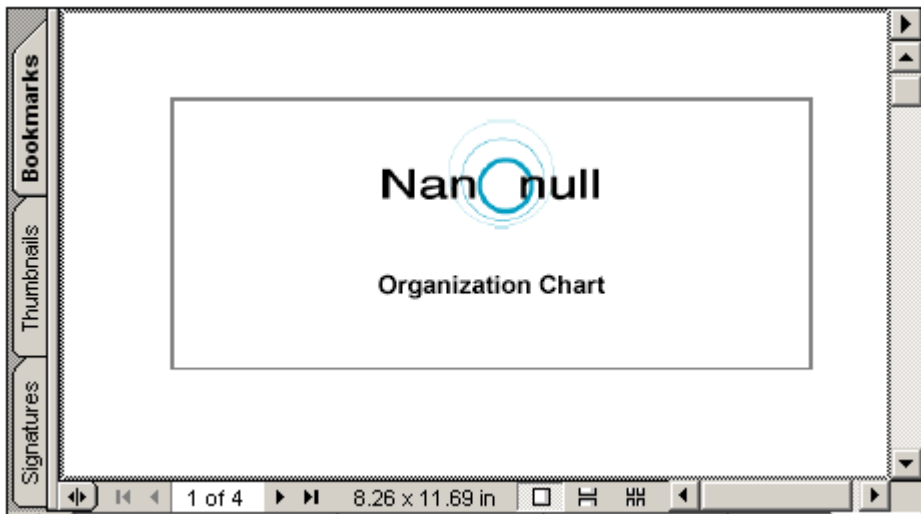 Bookmarks
Thumbnails
Signatures
Nanonull
Organization Chart
1 of 4
8.26 x 11.69 in